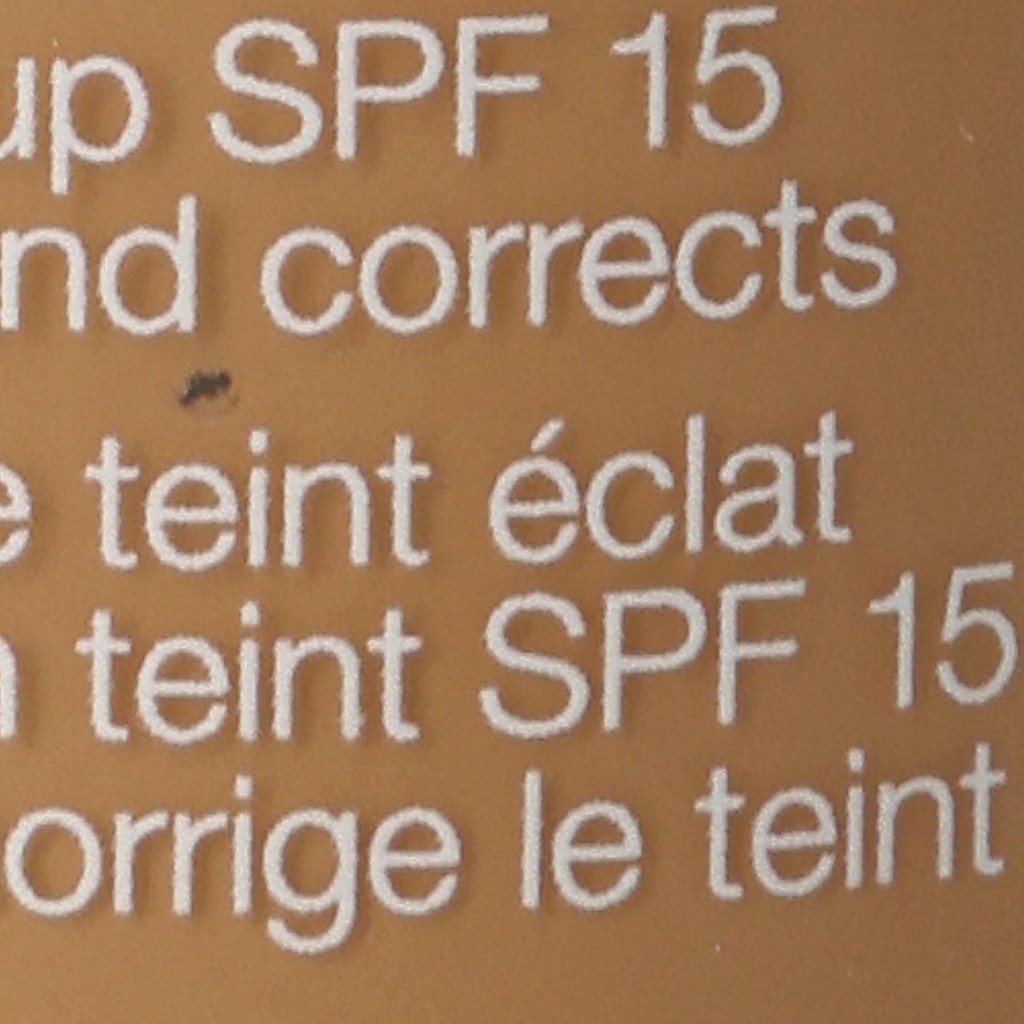 up SPF 15
nd corrects
e teint éclat
teint SPF 15
orrige le teint